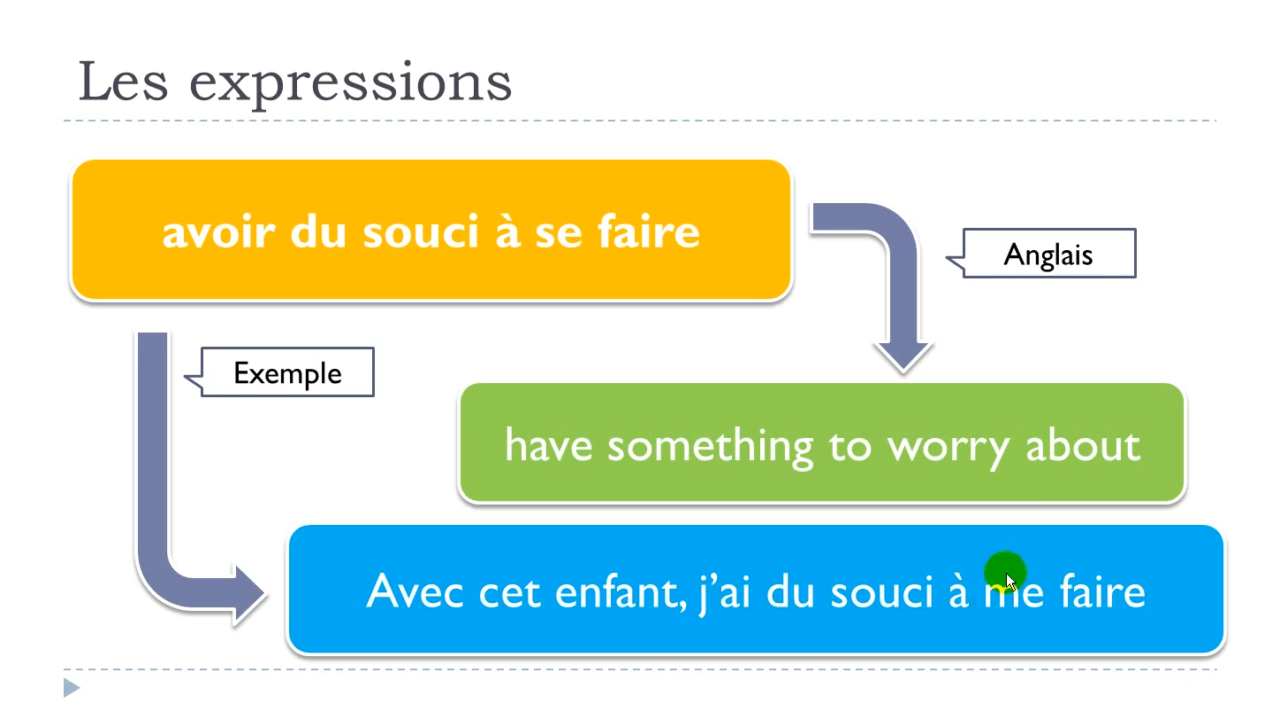 Les expressions
avoir du souci à se faire
Anglais
Exemple
have something to worry about
Avec cet enfant, j’ai du souci à me faire